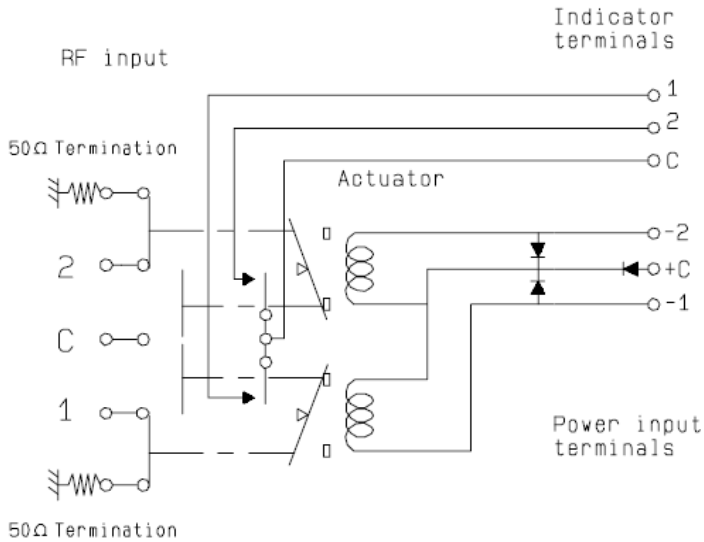 Indicator
terminals
RF input
1
2
50Ω Termination
C
Actuator
-2
2
+C
-1
C
1
Power input
terminals
50Ω Termination